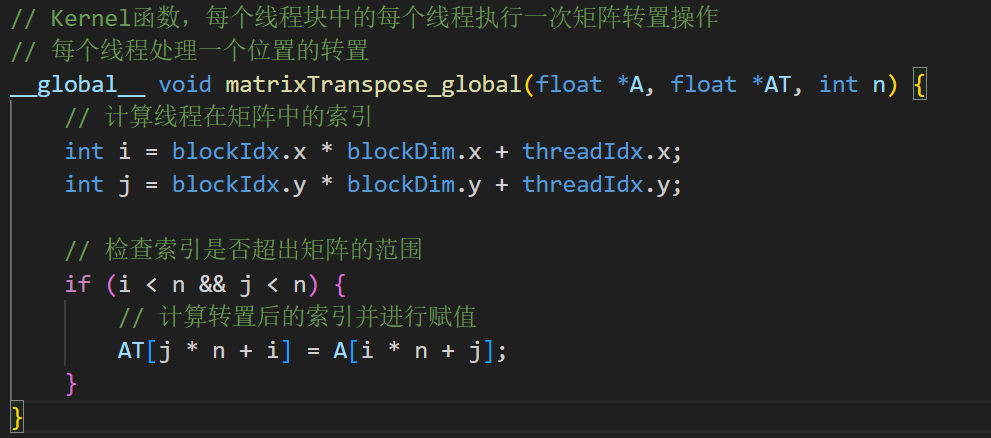 // Kernel函数，每个线程块中的每个线程执行一次矩阵转置操作
// 每个线程处理一个位置的转置
__global__ void matrixTranspose_global(float *A, float *AT, int n) {
    // 计算线程在矩阵中的索引
    int i = blockIdx.x * blockDim.x + threadIdx.x;
    int j = blockIdx.y * blockDim.y + threadIdx.y;

    // 检查索引是否超出矩阵的范围
    if (i < n && j < n) {
        // 计算转置后的索引并进行赋值
        AT[j * n + i] = A[i * n + j];
    }
}